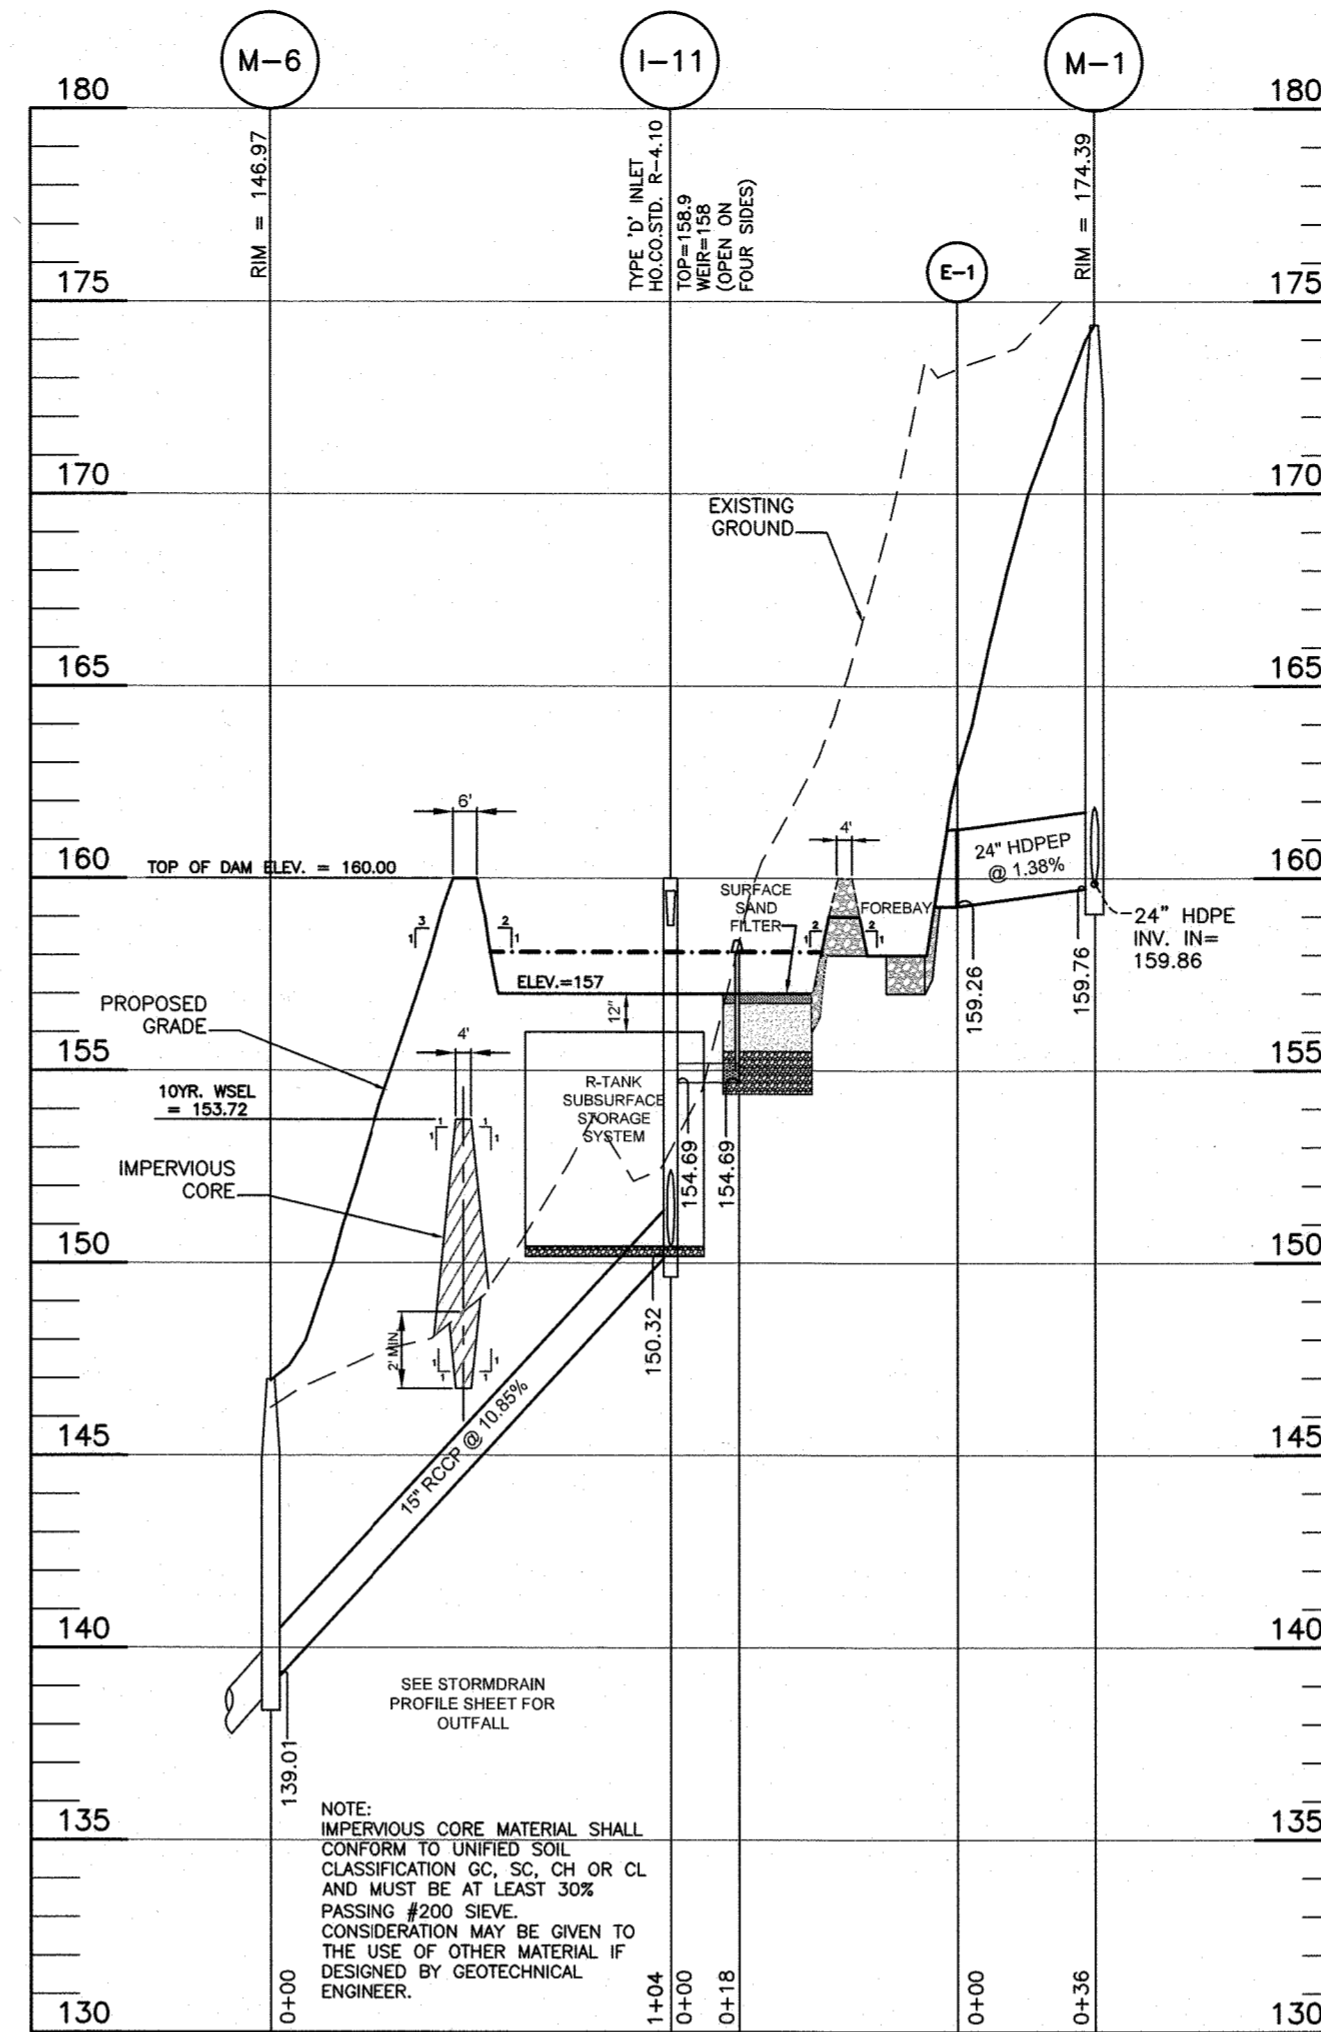 M-6
I-11
M-1
180
180
RIM = 146.97
TYPE 'D' INLET
HO.CO.STD. R-4.10
TOP=158.9
WEIR=158
(OPEN ON
FOUR SIDES)
RIM = 174.39
E-1
175
175
170
170
EXISTING
GROUND
165
165
6'
4'
160
160
TOP OF DAM ELEV. = 160.00
24" HDPEP
@ 1.38%
SURFACE
SAND
FILTER
FOREBAY
24" HDPE
INV. IN=
159.86
3
1
2
1
2
1
2
1
ELEV.=157
12"
159.26
159.76
PROPOSED
GRADE
155
155
4'
10YR. WSEL
= 153.72
R-TANK
SUBSURFACE
STORAGE
SYSTEM
1
1
1
1
154.69
154.69
IMPERVIOUS
CORE
150
150
150.32
2' MIN
1
1
1
1
15" RCCP @ 10.85%
145
145
140
140
SEE STORMDRAIN
PROFILE SHEET FOR
OUTFALL
139.01
135
135
NOTE:
IMPERVIOUS CORE MATERIAL SHALL
CONFORM TO UNIFIED SOIL
CLASSIFICATION GC, SC, CH OR CL
AND MUST BE AT LEAST 30%
PASSING #200 SIEVE.
CONSIDERATION MAY BE GIVEN TO
THE USE OF OTHER MATERIAL IF
DESIGNED BY GEOTECHNICAL
ENGINEER.
130
130
0+00
1+04
0+00
0+18
0+00
0+36